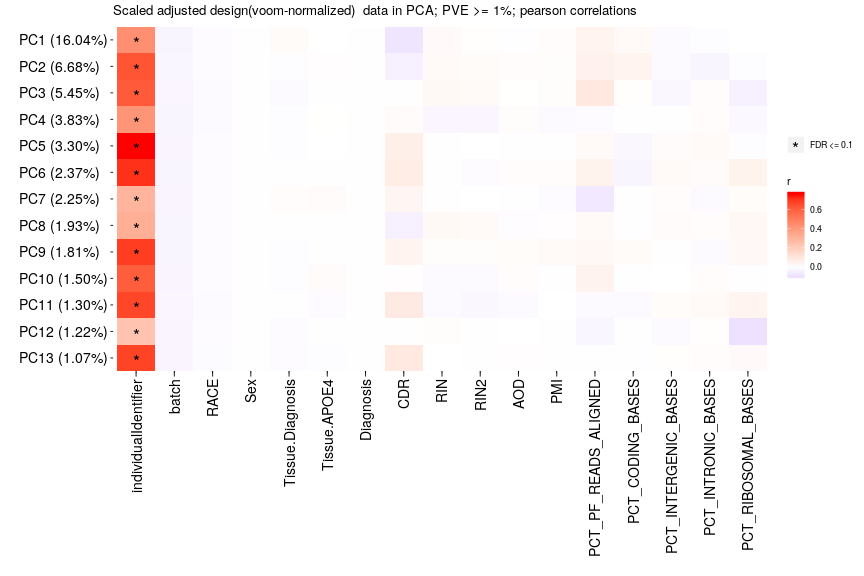 Scaled adjusted design(voom-normalized)  data in PCA; PVE >= 1%; pearson correlations
PC1 (16.04%)
PC2 (6.68%)
PC3 (5.45%)
PC4 (3.83%)
PC5 (3.30%)
PC6 (2.37%)
PC7 (2.25%)
PC8 (1.93%)
PC9 (1.81%)
PC10 (1.50%)
PC11 (1.30%)
PC12 (1.22%)
PC13 (1.07%)
*
*
*
*
*
*
*
*
*
*
*
*
*
individualIdentifier
batch
RACE
Sex
Tissue.Diagnosis
Tissue.APOE4
Diagnosis
CDR
RIN
RIN2
AOD
PMI
PCT_PF_READS_ALIGNED
PCT_CODING_BASES
PCT_INTERGENIC_BASES
PCT_INTRONIC_BASES
PCT_RIBOSOMAL_BASES
* FDR <= 0.1
r
0.6
0.4
0.2
0.0